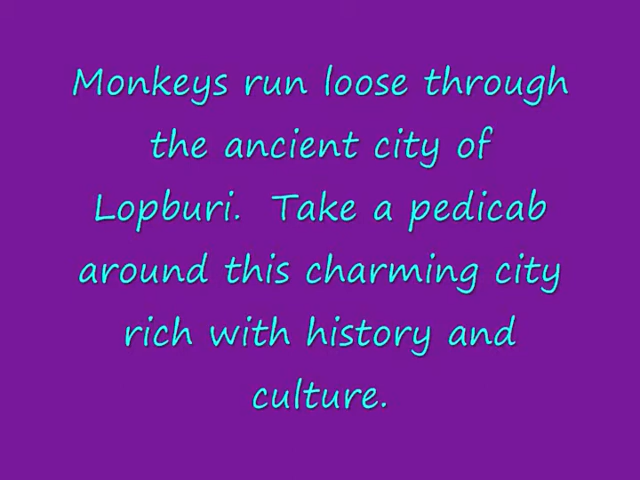 Monkeys run loose through
the ancient city of
Lopburi.  Take a pedicab
around this charming city
rich with history and
culture.